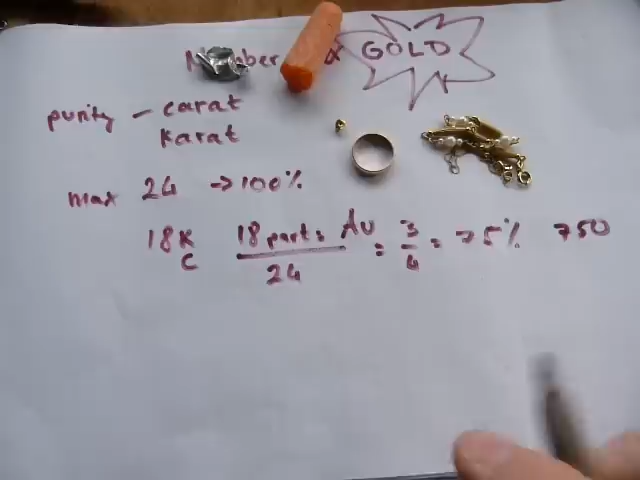 GOLD
purity - carat
karat
max 24 → 100%
18K 18 parts Au = 3 = 75% 750
C 24 4